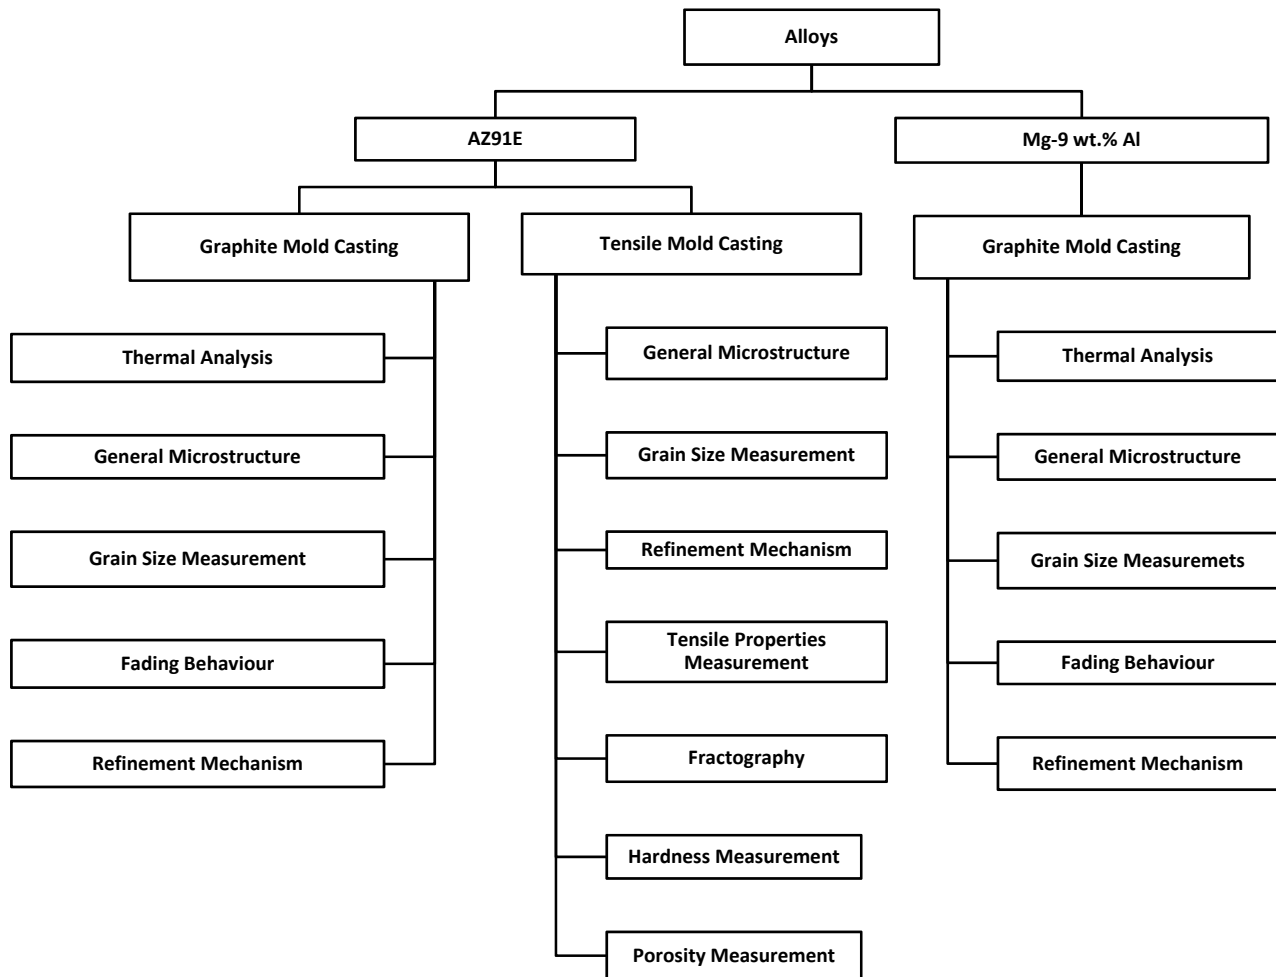 Alloys
AZ91E
Mg-9 wt.% Al
Graphite Mold Casting
Tensile Mold Casting
Graphite Mold Casting
Thermal Analysis
General Microstructure
Grain Size Measurement
Fading Behaviour
Refinement Mechanism
General Microstructure
Grain Size Measurement
Refinement Mechanism
Tensile Properties
Measurement
Fractography
Hardness Measurement
Porosity Measurement
Thermal Analysis
General Microstructure
Grain Size Measuremets
Fading Behaviour
Refinement Mechanism